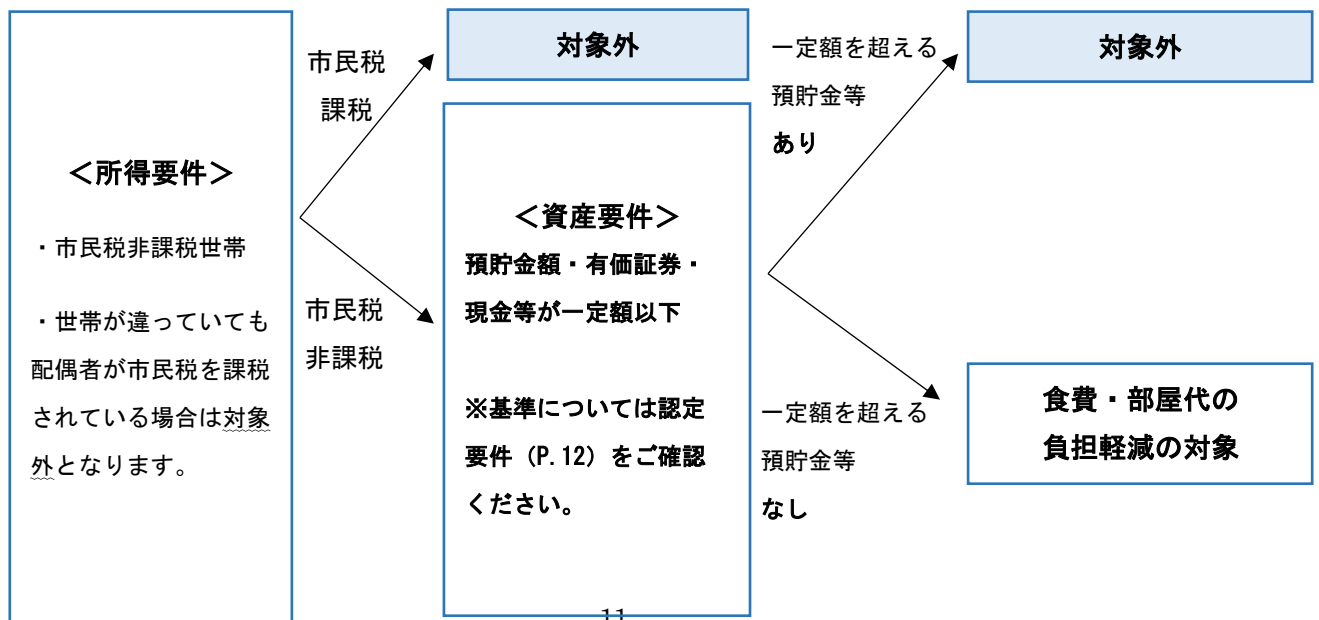 ＜所得要件＞
・市民税非課税世帯
・世帯が違っていても
配偶者が市民税を課税
されている場合は対象
外となります。
市民税
課税
市民税
非課税
対象外
＜資産要件＞
預貯金額・有価証券・
現金等が一定額以下
※基準については認定
要件（P.12）をご確認
ください。
一定額を超える
預貯金等
あり
一定額を超える
預貯金等
なし
対象外
食費・部屋代の
負担軽減の対象
11